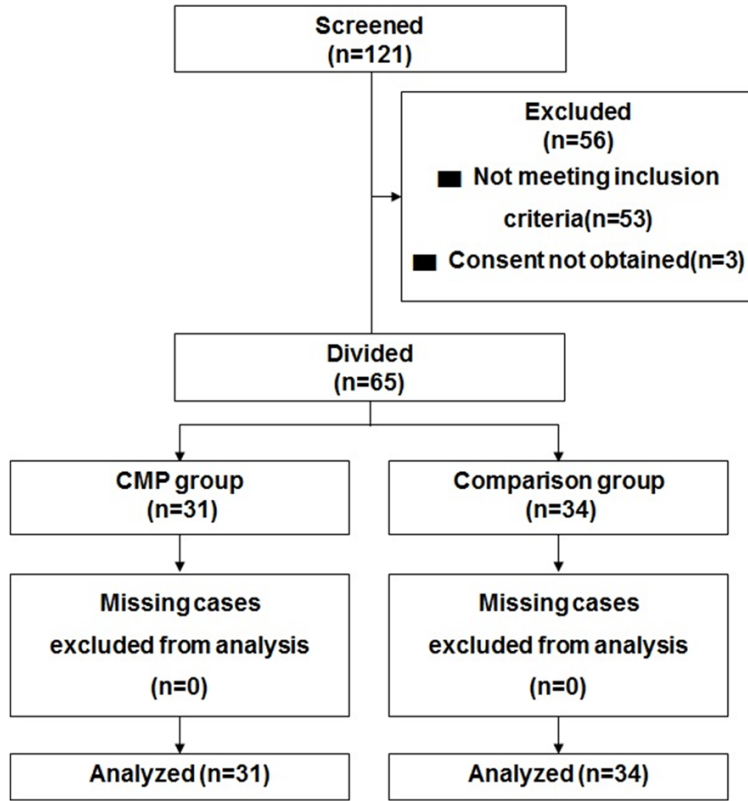 Screened
(n=121)
Excluded
(n=56)
Not meeting inclusion
criteria(n=53)
Consent not obtained(n=3)
Divided
(n=65)
CMP group
(n=31)
Comparison group
(n=34)
Missing cases
excluded from analysis
(n=0)
Missing cases
excluded from analysis
(n=0)
Analyzed (n=31)
Analyzed (n=34)